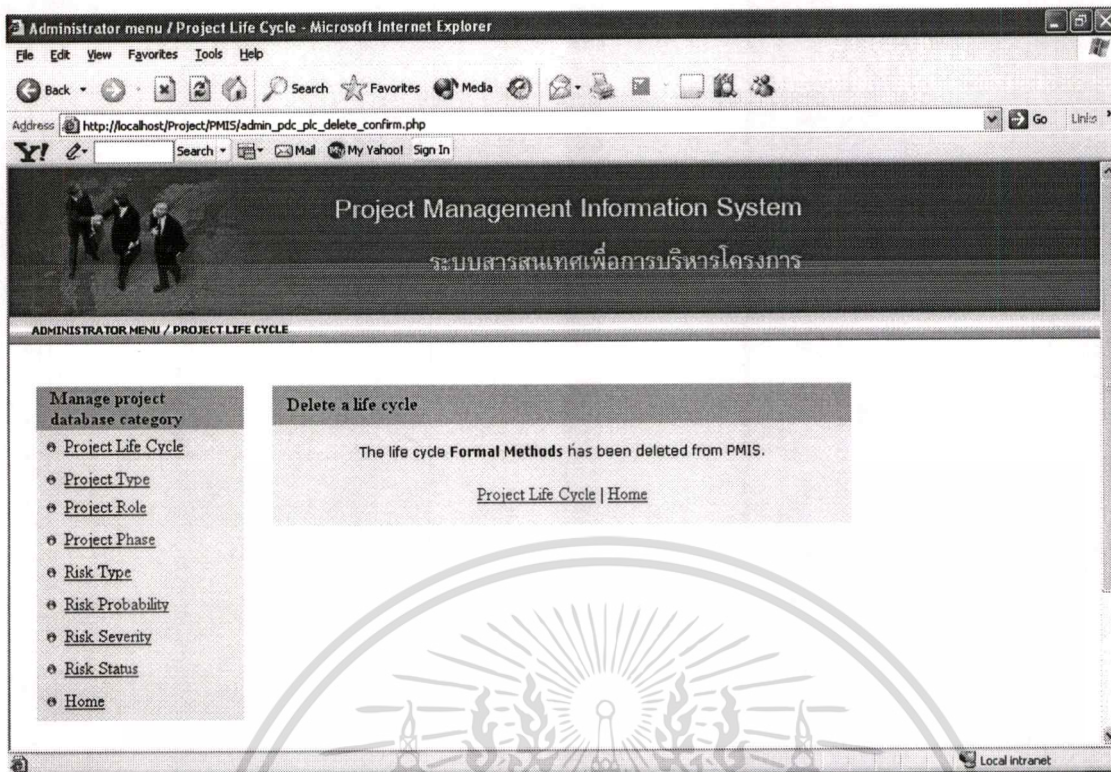 Administrator menu / Project Life Cycle - Microsoft Internet Explorer
File Edit View Favorites Tools Help
Back Search Favorites Media
Address http://localhost/Project/PMIS/admin_pdc_plc_delete_confirm.php Go Links
Y! Search Mail My Yahoo! Sign In
Project Management Information System
ระบบสารสนเทศเพื่อการบริหารโครงการ
ADMINISTRATOR MENU / PROJECT LIFE CYCLE
Manage project
database category
Project Life Cycle
Project Type
Project Role
Project Phase
Risk Type
Risk Probability
Risk Severity
Risk Status
Home
Delete a life cycle
The life cycle Formal Methods has been deleted from PMIS.
Project Life Cycle | Home
Local intranet